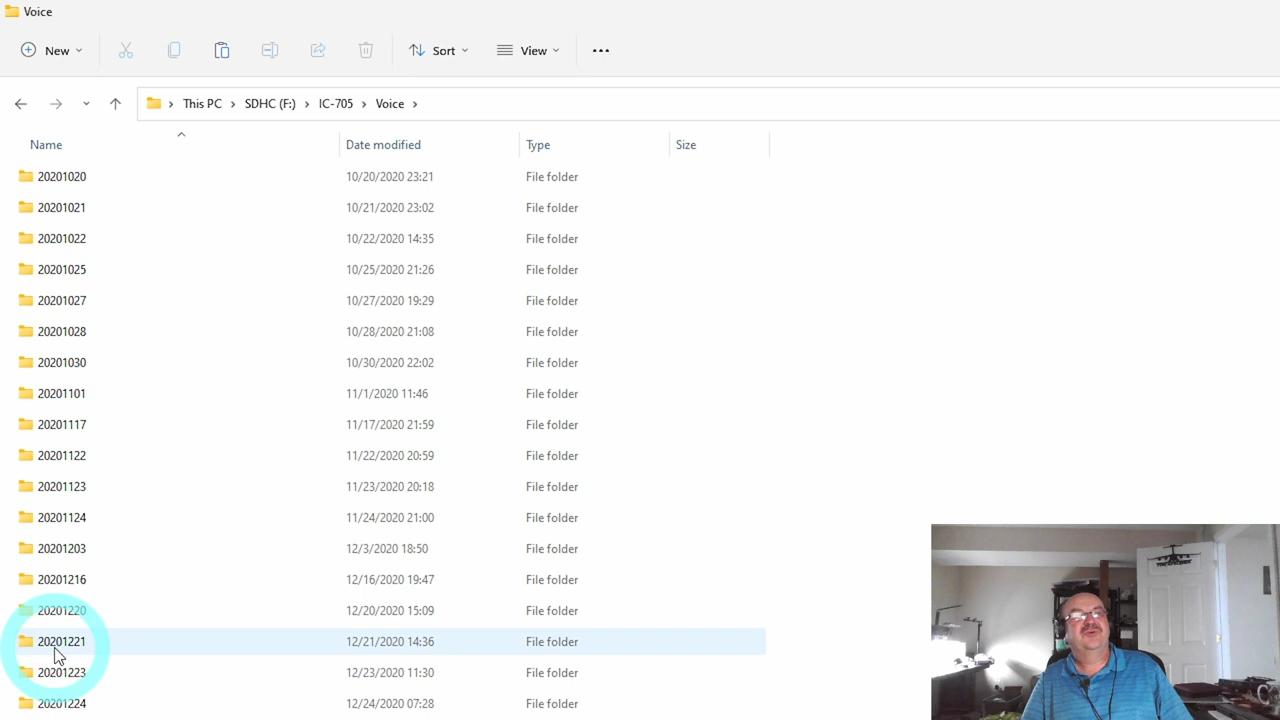 Voice
New
Sort
View
This PC > SDHC (F:) > IC-705 > Voice >
Name Date modified Type Size
20201020 10/20/2020 23:21 File folder
20201021 10/21/2020 23:02 File folder
20201022 10/22/2020 14:35 File folder
20201025 10/25/2020 21:26 File folder
20201027 10/27/2020 19:29 File folder
20201028 10/28/2020 21:08 File folder
20201030 10/30/2020 22:02 File folder
20201101 11/1/2020 11:46 File folder
20201117 11/17/2020 21:59 File folder
20201122 11/22/2020 20:59 File folder
20201123 11/23/2020 20:18 File folder
20201124 11/24/2020 21:00 File folder
20201203 12/3/2020 18:50 File folder
20201216 12/16/2020 19:47 File folder
20201220 12/20/2020 15:09 File folder
20201221 12/21/2020 14:36 File folder
20201223 12/23/2020 11:30 File folder
20201224 12/24/2020 07:28 File folder